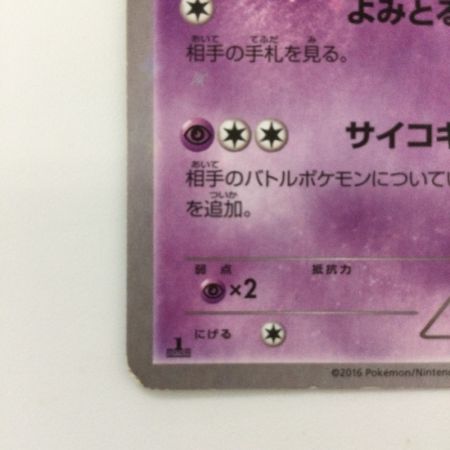 よみとる
相手の手札を見る。
サイコキ
相手のバトルポケモンについてい
を追加。
弱点 抵抗力
×2
にげる
1
©2016 Pokémon/Ninten